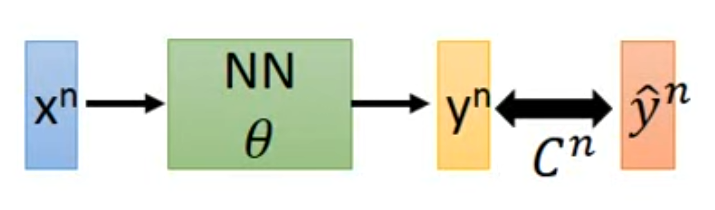 xⁿ
NN
θ
yⁿ
Cⁿ
ŷⁿ